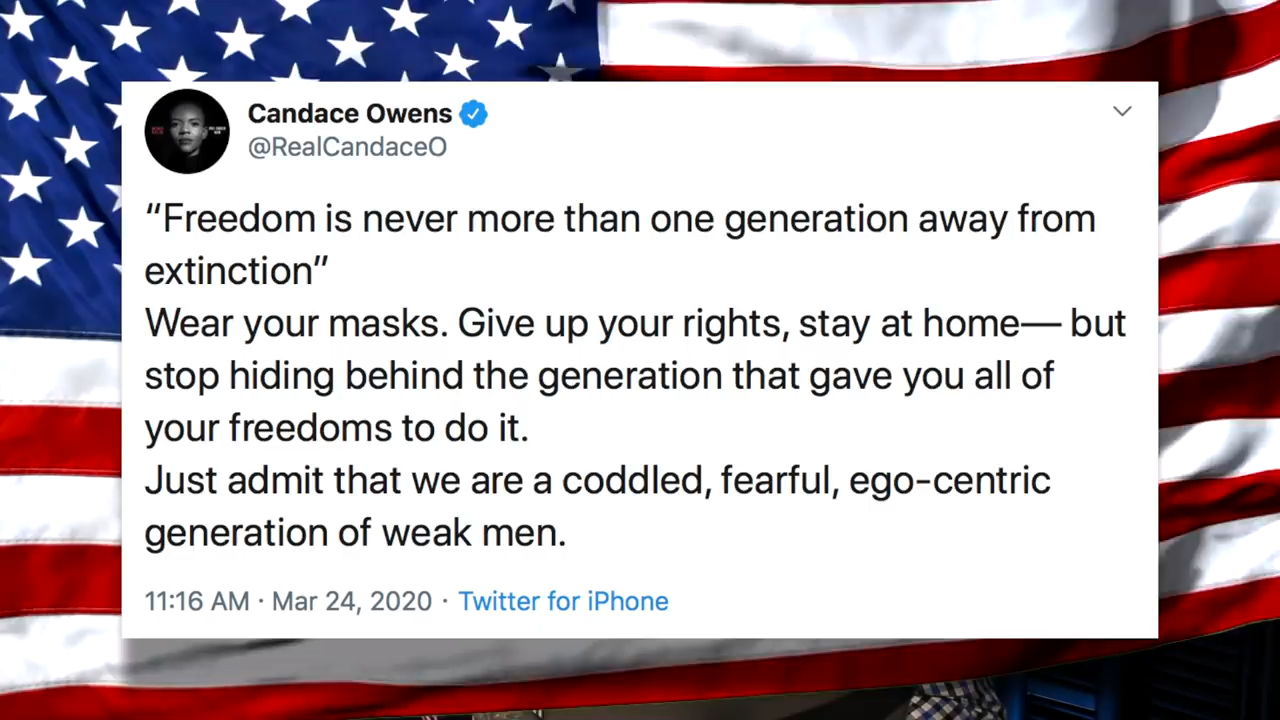 Candace Owens
@RealCandaceO
“Freedom is never more than one generation away from
extinction”
Wear your masks. Give up your rights, stay at home— but
stop hiding behind the generation that gave you all of
your freedoms to do it.
Just admit that we are a coddled, fearful, ego-centric
generation of weak men.
11:16 AM · Mar 24, 2020 · Twitter for iPhone